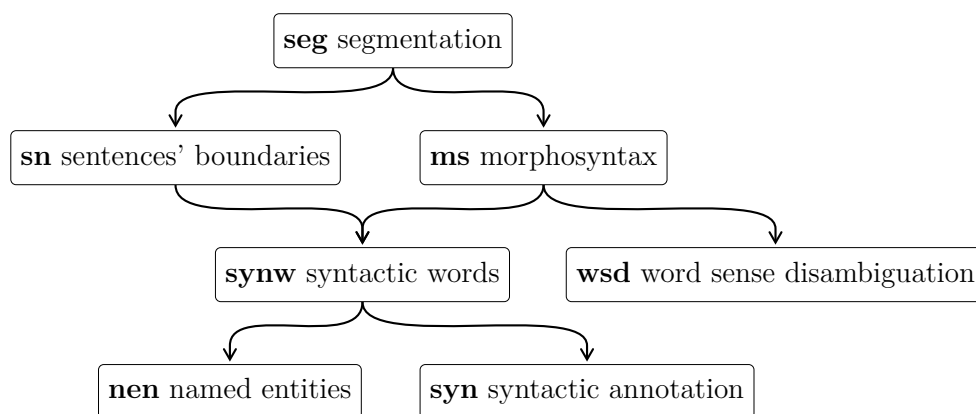 seg segmentation
sn sentences’ boundaries
ms morphosyntax
synw syntactic words
wsd word sense disambiguation
nen named entities
syn syntactic annotation